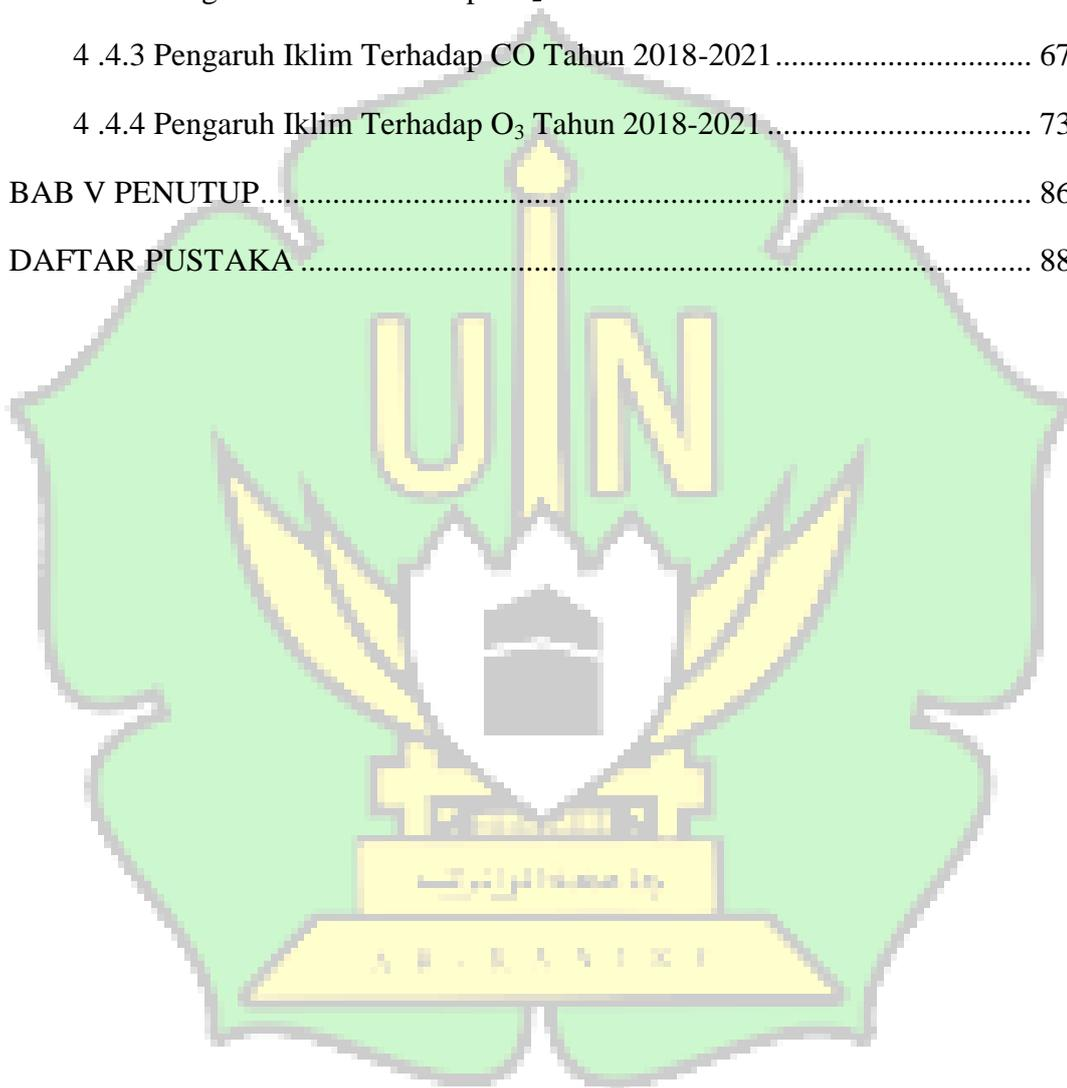 4 .4.3 Pengaruh Iklim Terhadap CO Tahun 2018-2021................................ 67
4 .4.4 Pengaruh Iklim Terhadap O₃ Tahun 2018-2021................................. 73
BAB V PENUTUP................................................................................................ 86
DAFTAR PUSTAKA ........................................................................................... 88
U N
A R - R A N I R Y